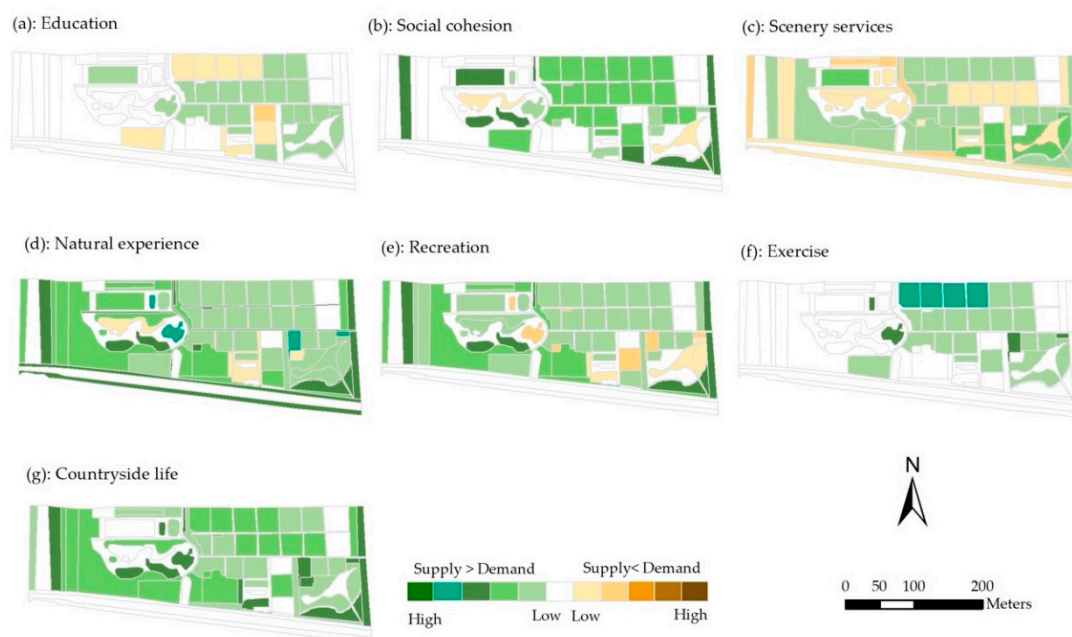 (a): Education
(b): Social cohesion
(c): Scenery services
(d): Natural experience
(e): Recreation
(f): Exercise
(g): Countryside life
N
Supply > Demand Supply< Demand
High Low Low High
0 50 100 200
Meters